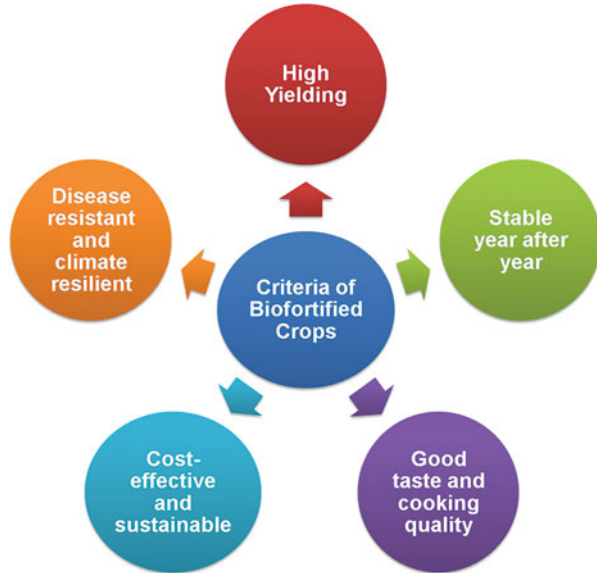 High
Yielding
Disease
resistant
and
climate
resilient
Stable
year after
year
Criteria of
Biofortified
Crops
Cost-
effective
and
sustainable
Good
taste and
cooking
quality